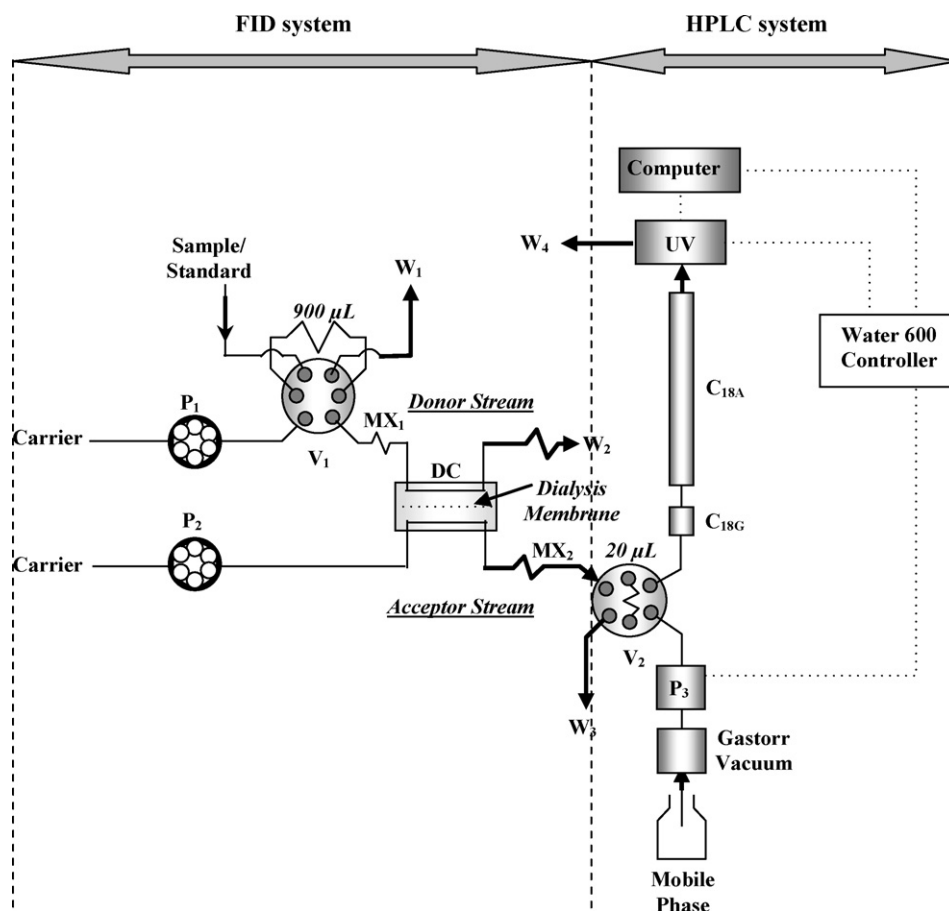 FID system
HPLC system
Computer
UV
W4
Sample/
Standard
W1
900 µL
Water 600
Controller
C18A
P1
MX1
Donor Stream
Carrier
V1
W2
DC
Dialysis
Membrane
C18G
P2
MX2
20 µL
Carrier
Acceptor Stream
V2
P3
W3
Gastorr
Vacuum
Mobile
Phase